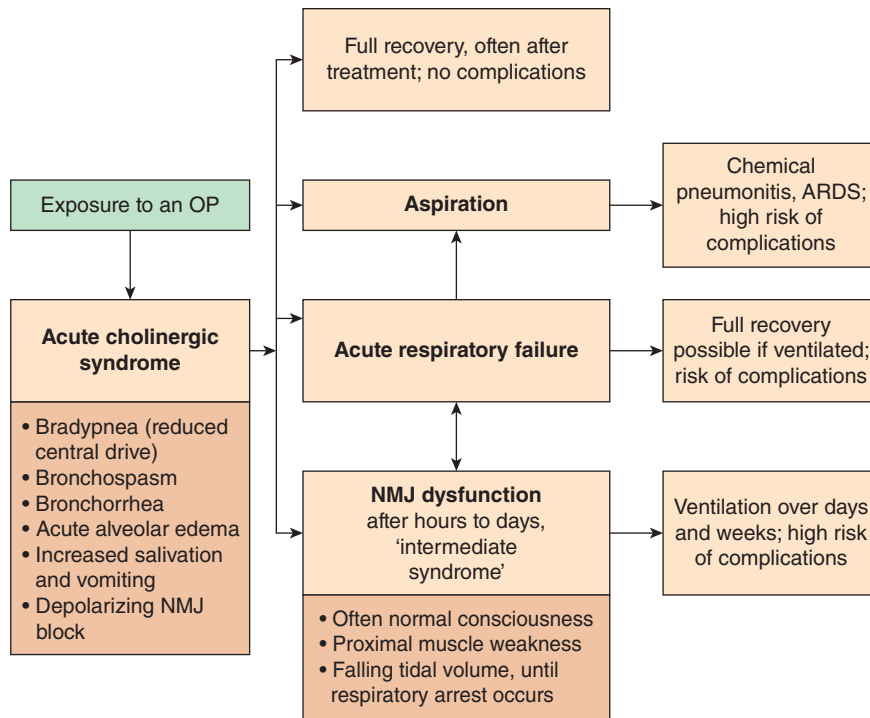 Full recovery, often after
treatment; no complications
Exposure to an OP
Aspiration
Chemical
pneumonitis, ARDS;
high risk of
complications
Acute cholinergic
syndrome
• Bradypnea (reduced
central drive)
• Bronchospasm
• Bronchorrhea
• Acute alveolar edema
• Increased salivation
and vomiting
• Depolarizing NMJ
block
Acute respiratory failure
Full recovery
possible if ventilated;
risk of complications
NMJ dysfunction
after hours to days,
‘intermediate
syndrome’
• Often normal consciousness
• Proximal muscle weakness
• Falling tidal volume, until
respiratory arrest occurs
Ventilation over days
and weeks; high risk
of complications